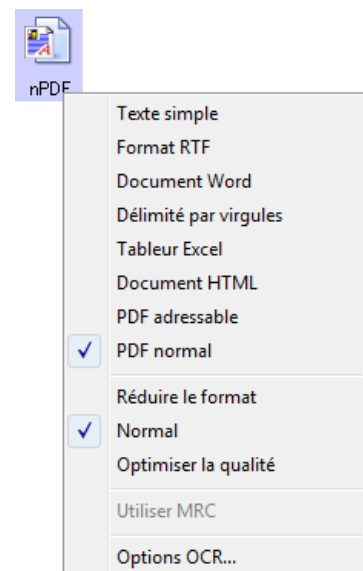 nPDF
Texte simple
Format RTF
Document Word
Délimité par virgules
Tableur Excel
Document HTML
PDF adressable
PDF normal
Réduire le format
Normal
Optimiser la qualité
Utiliser MRC
Options OCR...